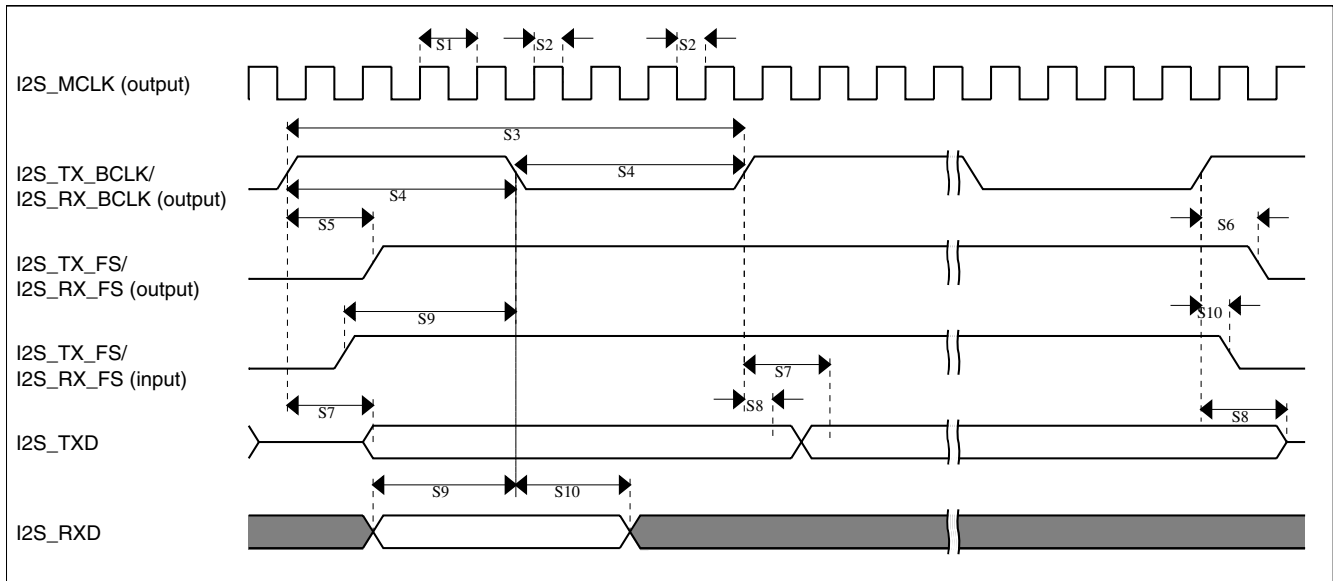 S1
S2
S2
I2S_MCLK (output)
S3
I2S_TX_BCLK/
I2S_RX_BCLK (output)
S4
S4
S5
S6
I2S_TX_FS/
I2S_RX_FS (output)
S9
S10
I2S_TX_FS/
I2S_RX_FS (input)
S7
S7
S8
S8
I2S_TXD
S9
S10
I2S_RXD